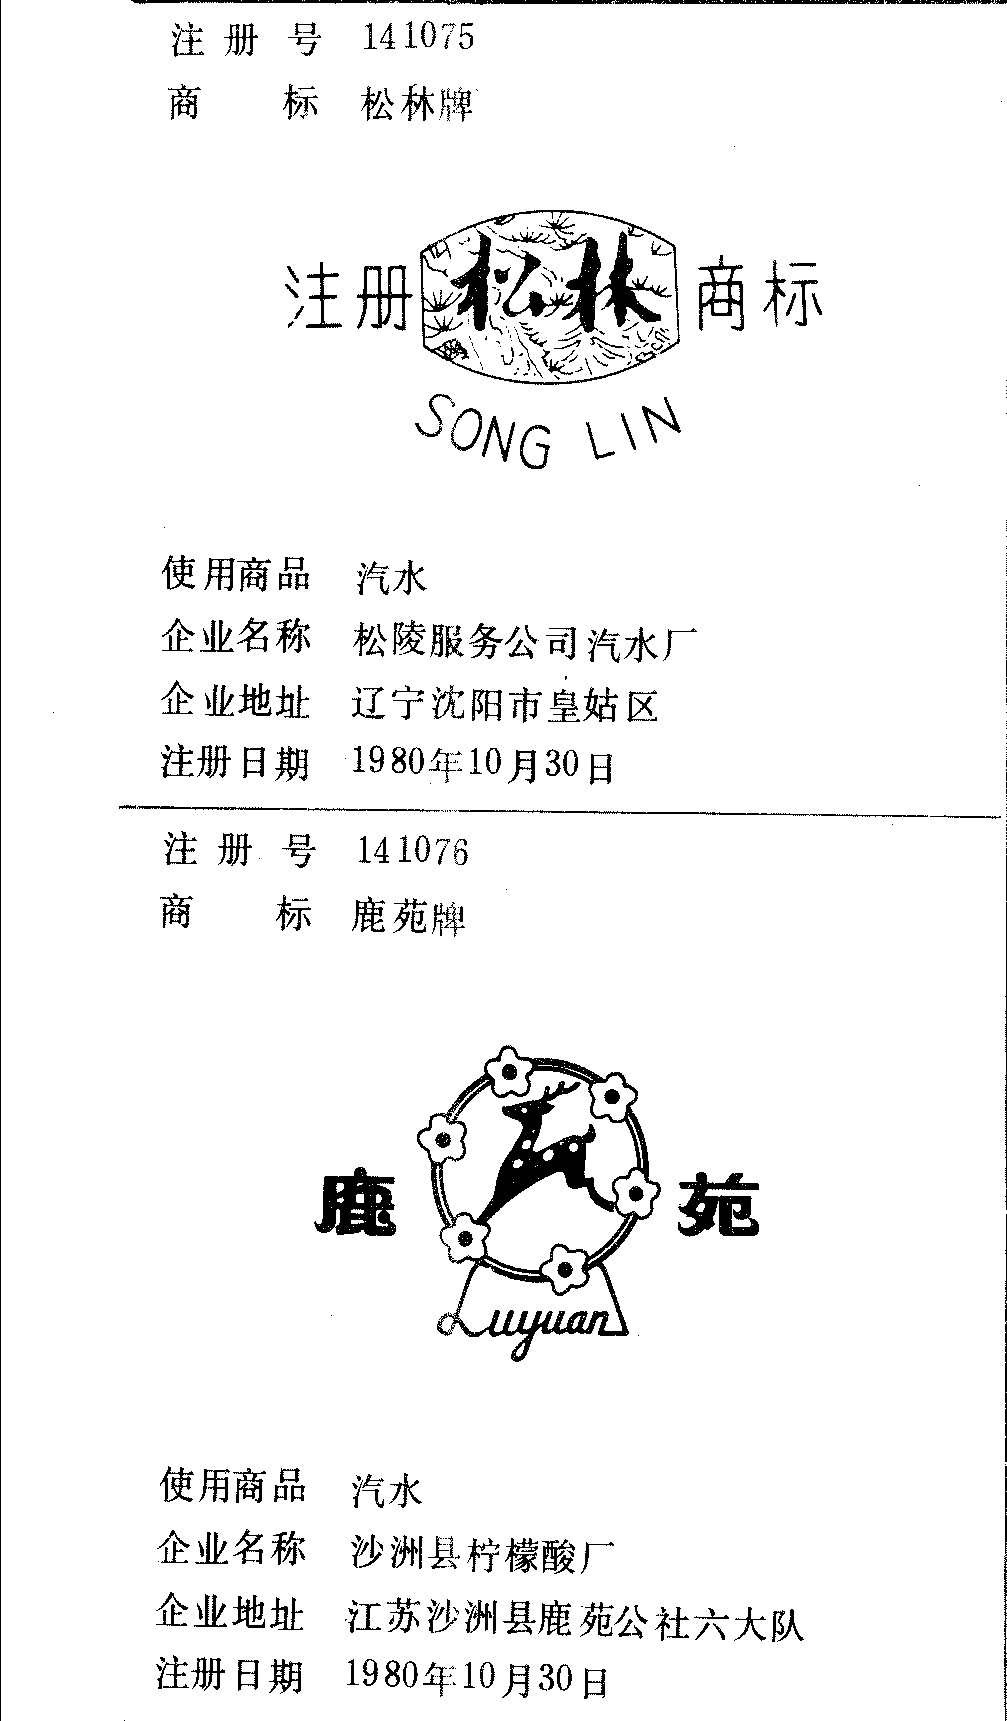 注册号 141075
商标 松林牌
注册 松林 商标
SONG LIN
使用商品 汽水
企业名称 松陵服务公司汽水厂
企业地址 辽宁沈阳市皇姑区
注册日期 1980年10月30日
注册号 141076
商标 鹿苑牌
鹿 苑
Luyuan
使用商品 汽水
企业名称 沙洲县柠檬酸厂
企业地址 江苏沙洲县鹿苑公社六大队
注册日期 1980年10月30日